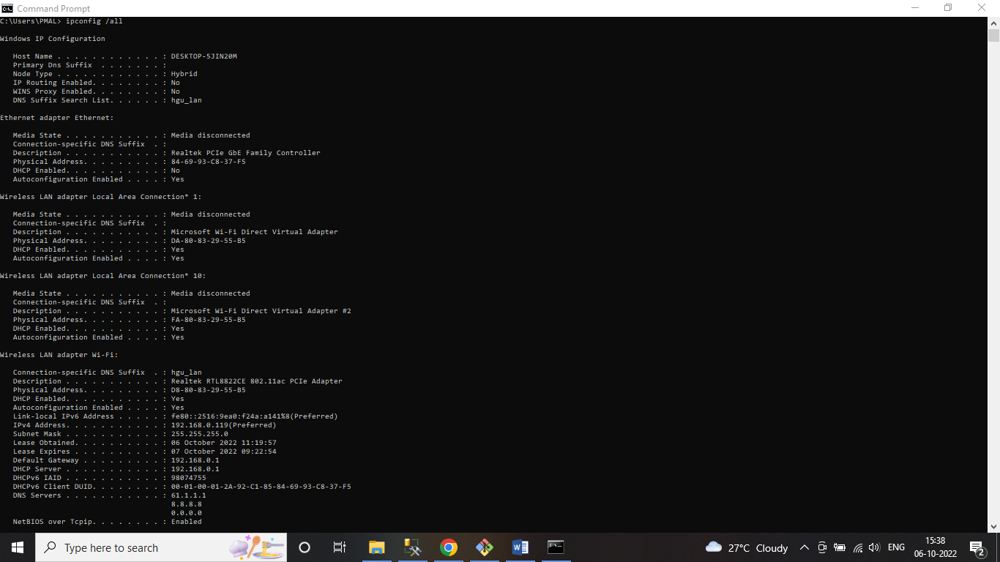 Command Prompt
C:\Users\PMAL> ipconfig /all
Windows IP Configuration
Host Name . . . . . . . . . . . . : DESKTOP-5JIN20M
Primary Dns Suffix  . . . . . . . :
Node Type . . . . . . . . . . . . : Hybrid
IP Routing Enabled. . . . . . . . : No
WINS Proxy Enabled. . . . . . . . : No
DNS Suffix Search List. . . . . . : hgu_lan
Ethernet adapter Ethernet:
Media State . . . . . . . . . . . : Media disconnected
Connection-specific DNS Suffix  . :
Description . . . . . . . . . . . : Realtek PCIe GbE Family Controller
Physical Address. . . . . . . . . : 84-69-93-C8-37-F5
DHCP Enabled. . . . . . . . . . . : No
Autoconfiguration Enabled . . . . : Yes
Wireless LAN adapter Local Area Connection* 1:
Media State . . . . . . . . . . . : Media disconnected
Connection-specific DNS Suffix  . :
Description . . . . . . . . . . . : Microsoft Wi-Fi Direct Virtual Adapter
Physical Address. . . . . . . . . : DA-80-83-29-55-B5
DHCP Enabled. . . . . . . . . . . : Yes
Autoconfiguration Enabled . . . . : Yes
Wireless LAN adapter Local Area Connection* 10:
Media State . . . . . . . . . . . : Media disconnected
Connection-specific DNS Suffix  . :
Description . . . . . . . . . . . : Microsoft Wi-Fi Direct Virtual Adapter #2
Physical Address. . . . . . . . . : FA-80-83-29-55-B5
DHCP Enabled. . . . . . . . . . . : Yes
Autoconfiguration Enabled . . . . : Yes
Wireless LAN adapter Wi-Fi:
Connection-specific DNS Suffix  . : hgu_lan
Description . . . . . . . . . . . : Realtek RTL8822CE 802.11ac PCIe Adapter
Physical Address. . . . . . . . . : D8-80-83-29-55-B5
DHCP Enabled. . . . . . . . . . . : Yes
Autoconfiguration Enabled . . . . : Yes
Link-local IPv6 Address . . . . . : fe80::2516:9ea0:f24a:a141%8(Preferred)
IPv4 Address. . . . . . . . . . . : 192.168.0.119(Preferred)
Subnet Mask . . . . . . . . . . . : 255.255.255.0
Lease Obtained. . . . . . . . . . : 06 October 2022 11:19:57
Lease Expires . . . . . . . . . . : 07 October 2022 09:22:54
Default Gateway . . . . . . . . . : 192.168.0.1
DHCP Server . . . . . . . . . . . : 192.168.0.1
DHCPv6 IAID . . . . . . . . . . . : 98074755
DHCPv6 Client DUID. . . . . . . . : 00-01-00-01-2A-92-C1-85-84-69-93-C8-37-F5
DNS Servers . . . . . . . . . . . : 61.1.1.1
8.8.8.8
0.0.0.0
NetBIOS over Tcpip. . . . . . . . : Enabled
Type here to search
27°C Cloudy
ENG
15:38
06-10-2022
2